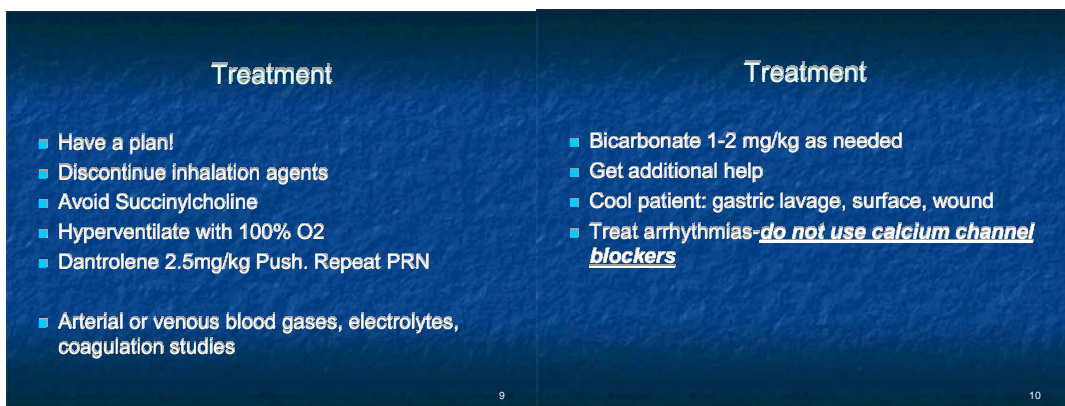 Treatment
Have a plan!
Discontinue inhalation agents
Avoid Succinylcholine
Hyperventilate with 100% O2
Dantrolene 2.5mg/kg Push. Repeat PRN
Arterial or venous blood gases, electrolytes,
coagulation studies
9
Treatment
Bicarbonate 1-2 mg/kg as needed
Get additional help
Cool patient: gastric lavage, surface, wound
Treat arrhythmias-do not use calcium channel
blockers
10